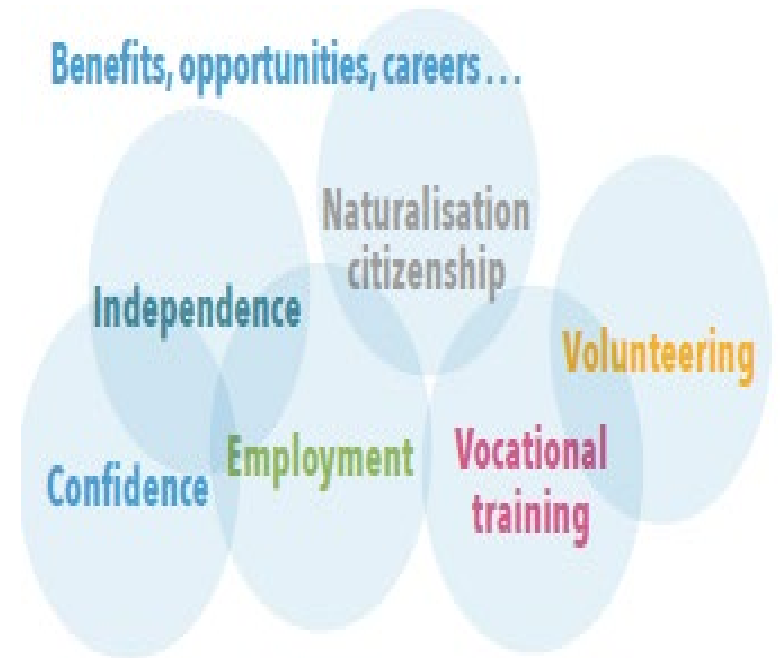 Benefits, opportunities, careers . . .
Naturalisation
citizenship
Independence
Volunteering
Employment
Vocational
training
Confidence